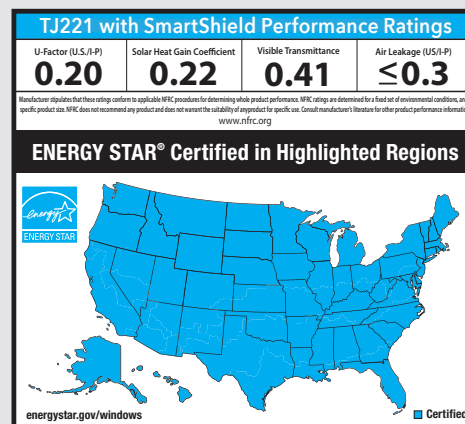 TJ221 with SmartShield Performance Ratings
U-Factor (U.S./I-P)
0.20
Solar Heat Gain Coefficient
0.22
Visible Transmittance
0.41
Air Leakage (US/I-P)
≤0.3
Manufacturer stipulates that these ratings conform to applicable NFRC procedures for determining whole product performance. NFRC ratings are determined for a fixed set of environmental conditions, an
specific product size. NFRC does not recommend any product and does not warrant the suitability of anyproduct for specific use. Consult manufacturer's literature for other product performance informati
www.nfrc.org
ENERGY STAR® Certified in Highlighted Regions
energy
ENERGY STAR
energystar.gov/windows
Certified